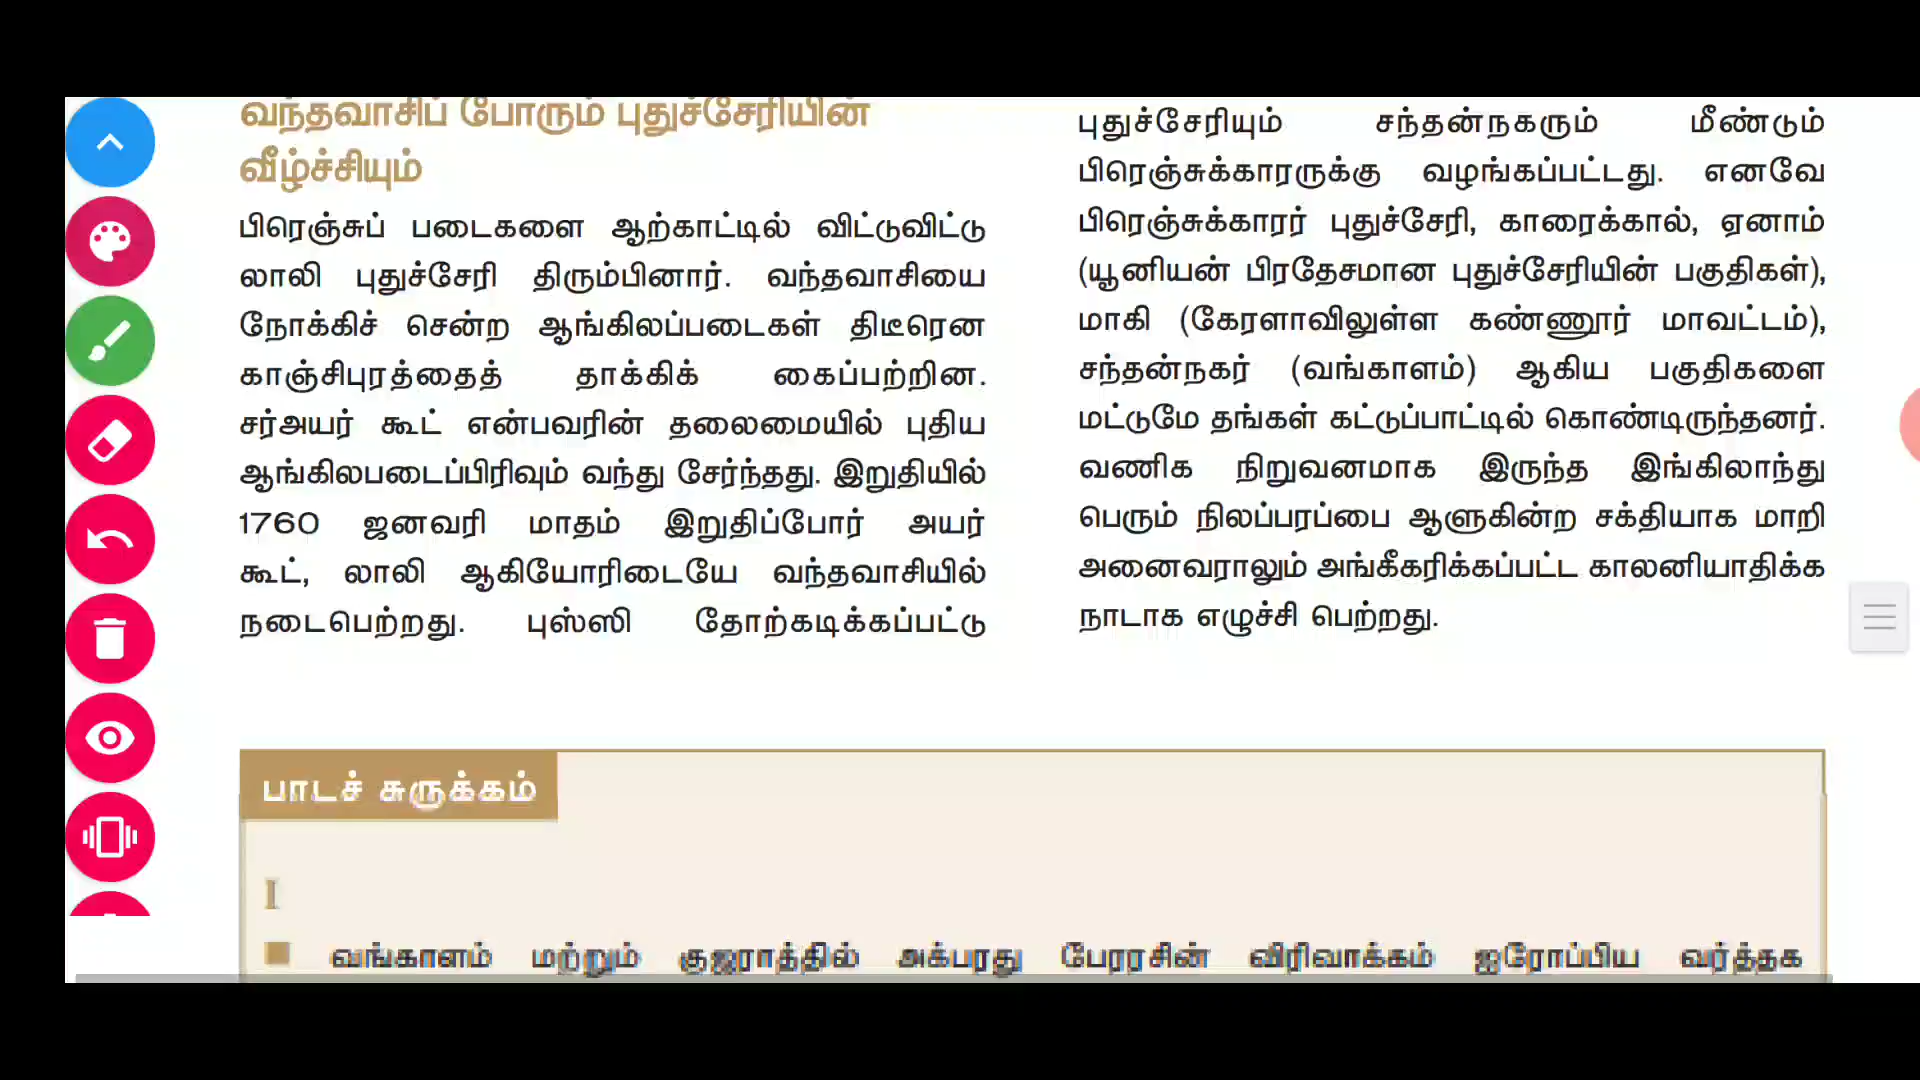 வந்தவாசிப் போரும் புதுச்சேரியின்
வீழ்ச்சியும்
பிரெஞ்சுப் படைகளை ஆற்காட்டில் விட்டுவிட்டு
லாலி புதுச்சேரி திரும்பினார். வந்தவாசியை
நோக்கிச் சென்ற ஆங்கிலப்படைகள் திடீரென
காஞ்சிபுரத்தைத் தாக்கிக் கைப்பற்றின.
சர்அயர் கூட் என்பவரின் தலைமையில் புதிய
ஆங்கிலபடைப்பிரிவும் வந்து சேர்ந்தது. இறுதியில்
1760 ஜனவரி மாதம் இறுதிப்போர் அயர்
கூட், லாலி ஆகியோரிடையே வந்தவாசியில்
நடைபெற்றது. புஸ்ஸி தோற்கடிக்கப்பட்டு
புதுச்சேரியும் சந்தன்நகரும் மீண்டும்
பிரெஞ்சுக்காரருக்கு வழங்கப்பட்டது. எனவே
பிரெஞ்சுக்காரர் புதுச்சேரி, காரைக்கால், ஏனாம்
(யூனியன் பிரதேசமான புதுச்சேரியின் பகுதிகள்),
மாகி (கேரளாவிலுள்ள கண்ணூர் மாவட்டம்),
சந்தன்நகர் (வங்காளம்) ஆகிய பகுதிகளை
மட்டுமே தங்கள் கட்டுப்பாட்டில் கொண்டிருந்தனர்.
வணிக நிறுவனமாக இருந்த இங்கிலாந்து
பெரும் நிலப்பரப்பை ஆளுகின்ற சக்தியாக மாறி
அனைவராலும் அங்கீகரிக்கப்பட்ட காலனியாதிக்க
நாடாக எழுச்சி பெற்றது.
பாடச் சுருக்கம்
I
வங்காளம் மற்றும் குஜராத்தில் அக்பரது பேரரசின் விரிவாக்கம் ஐரோப்பிய வர்த்தக